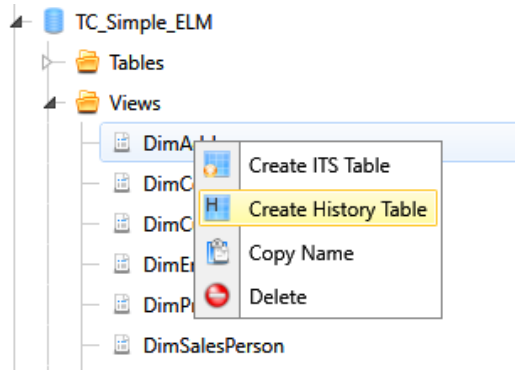 TC_Simple_ELM
Tables
Views
Create ITS Table
Create History Table
Copy Name
Delete
DimSalesPerson